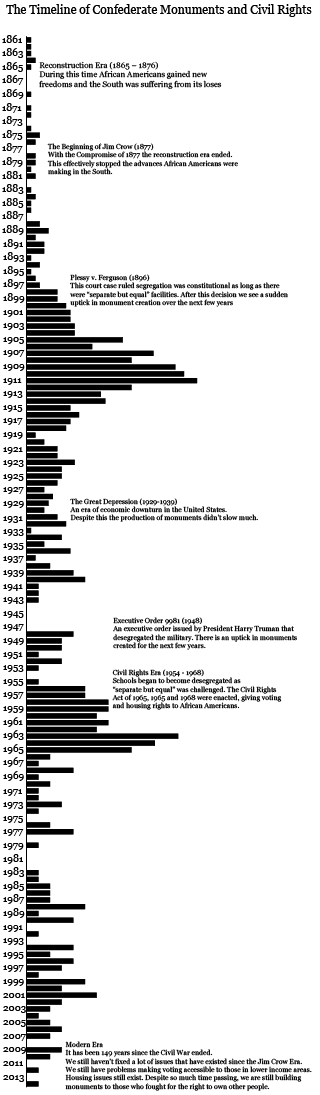 The Timeline of Confederate Monuments and Civil Rights
1861
1863
1865
Reconstruction Era (1865 – 1876)
During this time African Americans gained new
freedoms and the South was suffering from its loses
1867
1869
1871
1873
1875
1877
The Beginning of Jim Crow (1877)
With the Compromise of 1877 the reconstruction era ended.
This effectively stopped the advances African Americans were
making in the South.
1879
1881
1883
1885
1887
1889
1891
1893
1895
Plessy v. Ferguson (1896)
This court case ruled segregation was constitutional as long as there
were "separate but equal" facilities. After this decision we see a sudden
uptick in monument creation over the next few years
1897
1899
1901
1903
1905
1907
1909
1911
1913
1915
1917
1919
1921
1923
1925
1927
1929
The Great Depression (1929-1939)
An era of economic downturn in the United States.
Despite this the production of monuments didn't slow much.
1931
1933
1935
1937
1939
1941
1943
1945
Executive Order 9981 (1948)
An executive order issued by President Harry Truman that
desegregated the military. There is an uptick in monuments
created for the next few years.
1947
1949
1951
1953
Civil Rights Era (1954 - 1968)
Schools began to become desegregated as
"separate but equal" was challenged. The Civil Rights
Act of 1965, 1965 and 1968 were enacted, giving voting
and housing rights to African Americans.
1955
1957
1959
1961
1963
1965
1967
1969
1971
1973
1975
1977
1979
1981
1983
1985
1987
1989
1991
1993
1995
1997
1999
2001
2003
2005
2007
2009
Modern Era
It has been 149 years since the Civil War ended.
We still haven't fixed a lot of issues that have existed since the Jim Crow Era.
We still have problems making voting accessible to those in lower income areas.
Housing issues still exist. Despite so much time passing, we are still building
monuments to those who fought for the right to own other people.
2011
2013